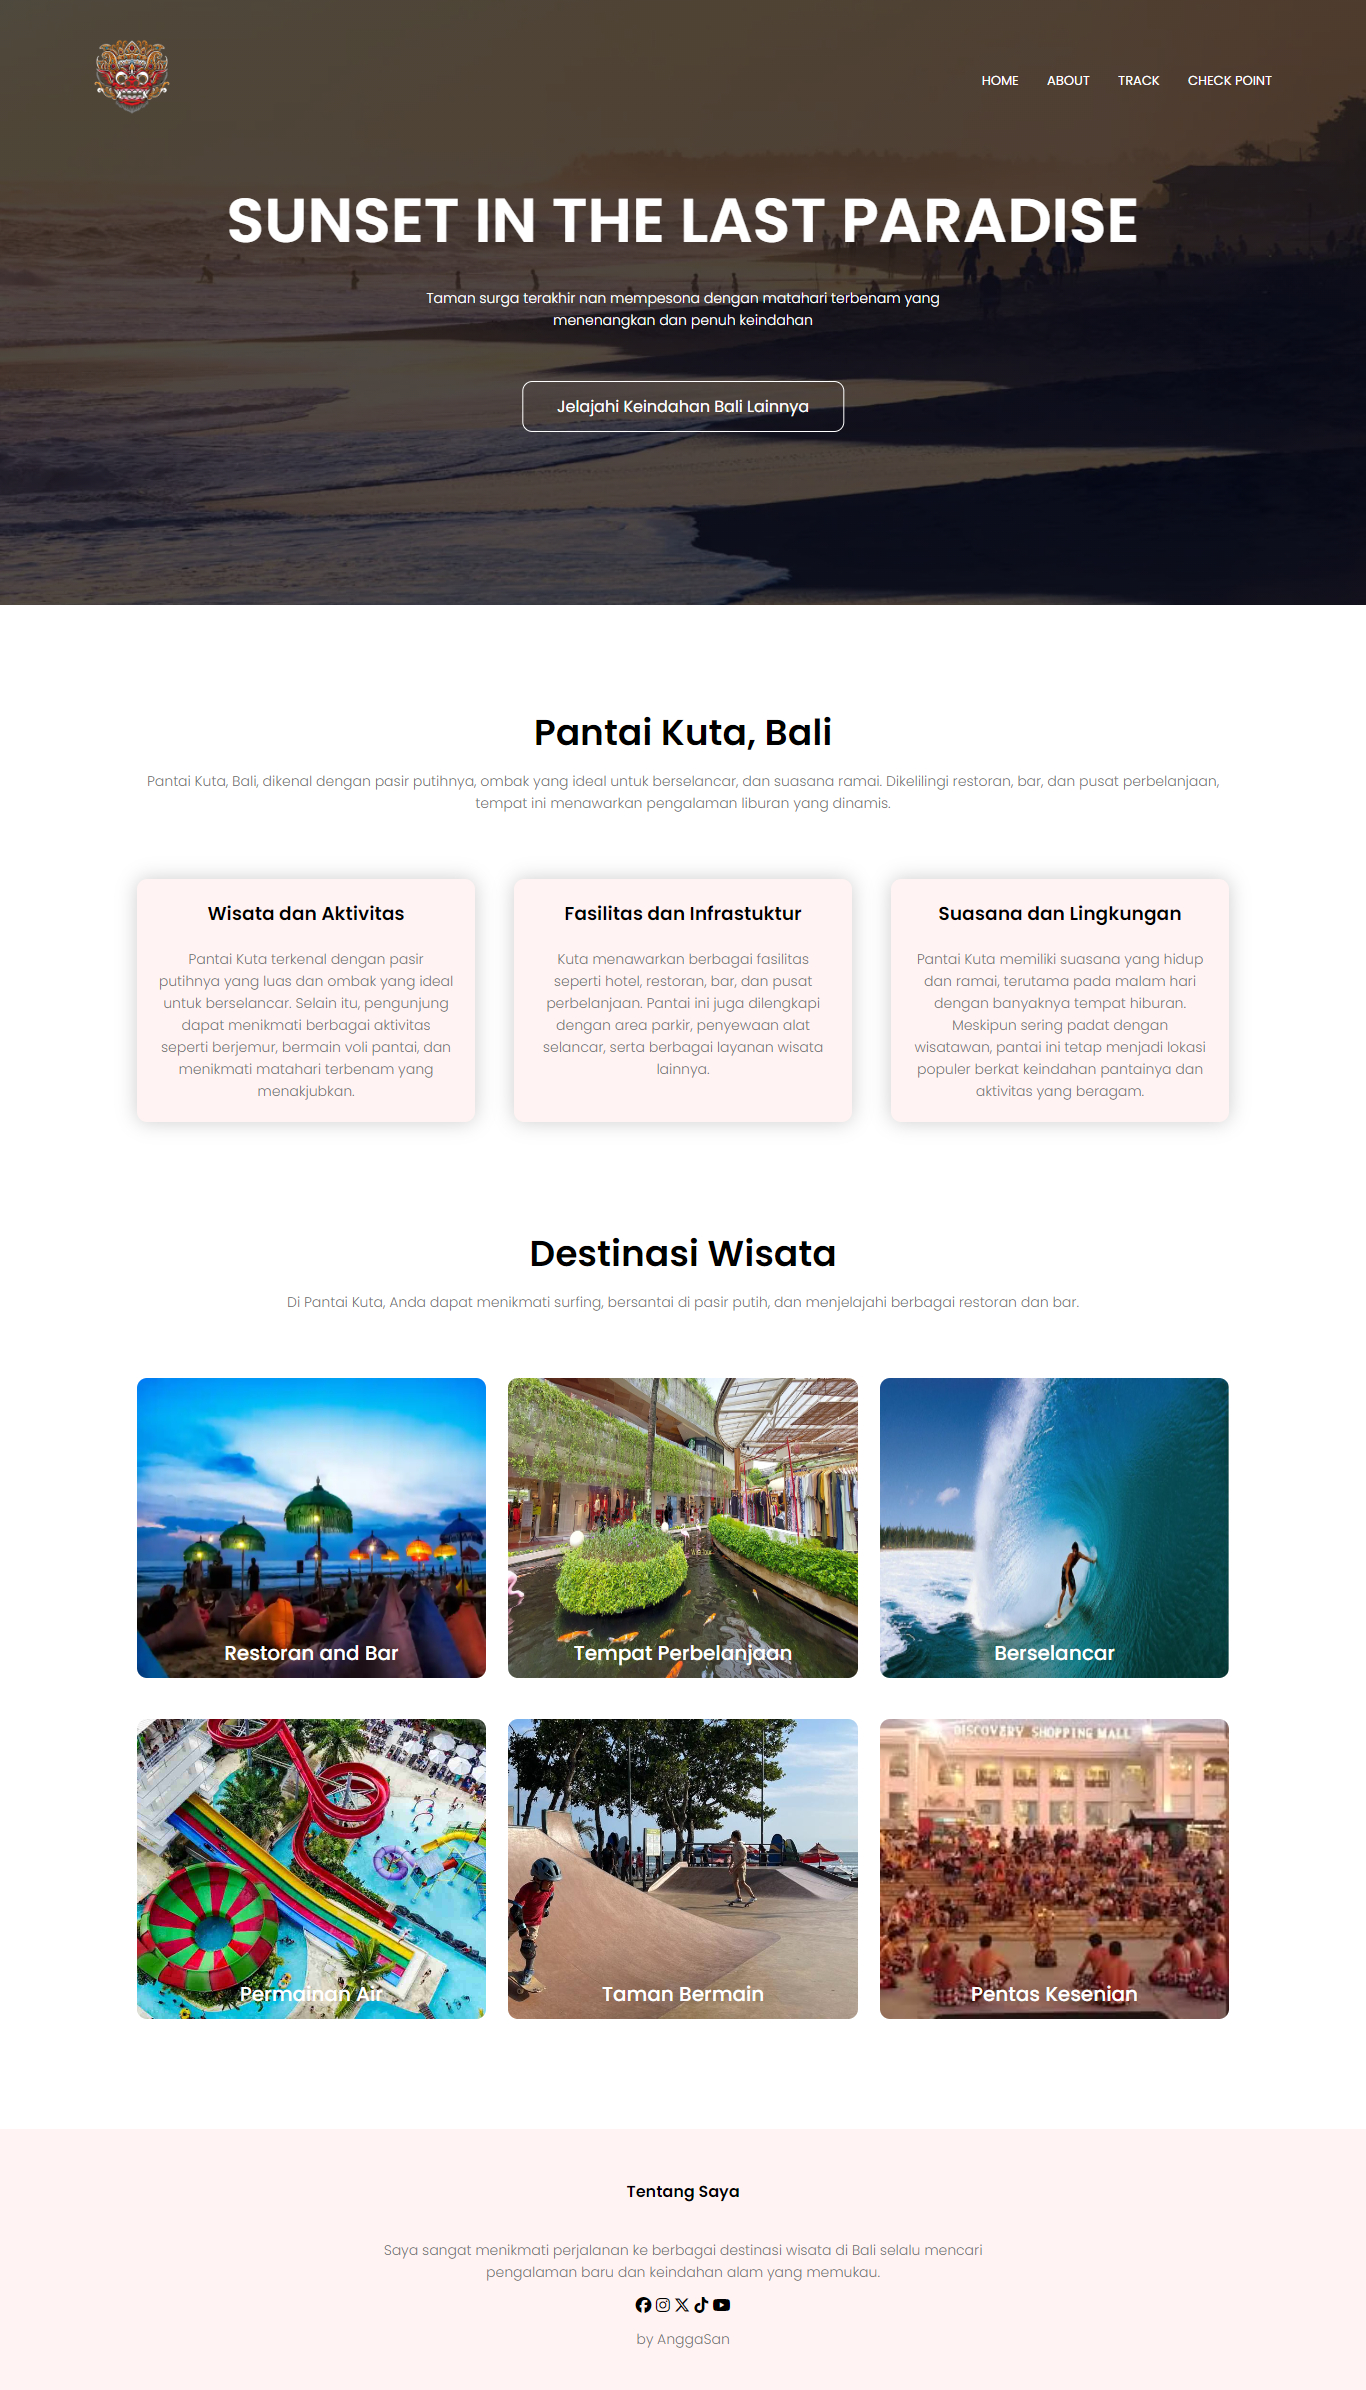 HOME ABOUT TRACK CHECK POINT
SUNSET IN THE LAST PARADISE
Taman surga terakhir nan mempesona dengan matahari terbenam yang
menenangkan dan penuh keindahan
Jelajahi Keindahan Bali Lainnya
Pantai Kuta, Bali
Pantai Kuta, Bali, dikenal dengan pasir putihnya, ombak yang ideal untuk berselancar, dan suasana ramai. Dikelilingi restoran, bar, dan pusat perbelanjaan,
tempat ini menawarkan pengalaman liburan yang dinamis.
Wisata dan Aktivitas
Pantai Kuta terkenal dengan pasir
putihnya yang luas dan ombak yang ideal
untuk berselancar. Selain itu, pengunjung
dapat menikmati berbagai aktivitas
seperti berjemur, bermain voli pantai, dan
menikmati matahari terbenam yang
menakjubkan.
Fasilitas dan Infrastuktur
Kuta menawarkan berbagai fasilitas
seperti hotel, restoran, bar, dan pusat
perbelanjaan. Pantai ini juga dilengkapi
dengan area parkir, penyewaan alat
selancar, serta berbagai layanan wisata
lainnya.
Suasana dan Lingkungan
Pantai Kuta memiliki suasana yang hidup
dan ramai, terutama pada malam hari
dengan banyaknya tempat hiburan.
Meskipun sering padat dengan
wisatawan, pantai ini tetap menjadi lokasi
populer berkat keindahan pantainya dan
aktivitas yang beragam.
Destinasi Wisata
Di Pantai Kuta, Anda dapat menikmati surfing, bersantai di pasir putih, dan menjelajahi berbagai restoran dan bar.
Restoran and Bar
Tempat Perbelanjaan
Berselancar
DISCOVERY SHOPPING MALL
Permainan Air
Taman Bermain
Pentas Kesenian
Tentang Saya
Saya sangat menikmati perjalanan ke berbagai destinasi wisata di Bali selalu mencari
pengalaman baru dan keindahan alam yang memukau.
by AnggaSan